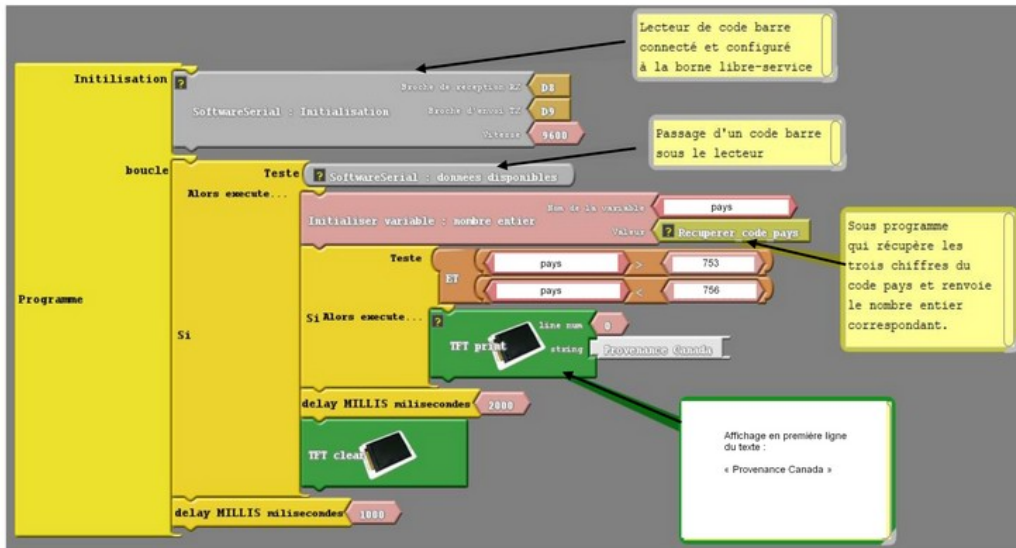 Lecteur de code barre
connecté et configuré
à la borne libre-service
Initilisation
?
Broche de reception RX
D8
SoftwareSerial : Initialisation
Broche d'envoi TX
D9
Vitesse
9600
Passage d'un code barre
sous le lecteur
boucle
Teste
? SoftwareSerial : données disponibles
Alors execute...
Nom de la variable
pays
Initialiser variable : nombre entier
Valeur
? Recuperer_code_pays
Sous programme
qui récupère les
trois chiffres du
code pays et renvoie
le nombre entier
correspondant.
Teste
pays > 753
ET
pays < 756
Programme
Si
Si Alors execute...
?
line num
0
TFT print
string
Provenance Canada
delay MILLIS milisecondes 2000
TFT clear
Affichage en première ligne
du texte :
« Provenance Canada »
delay MILLIS milisecondes 1000